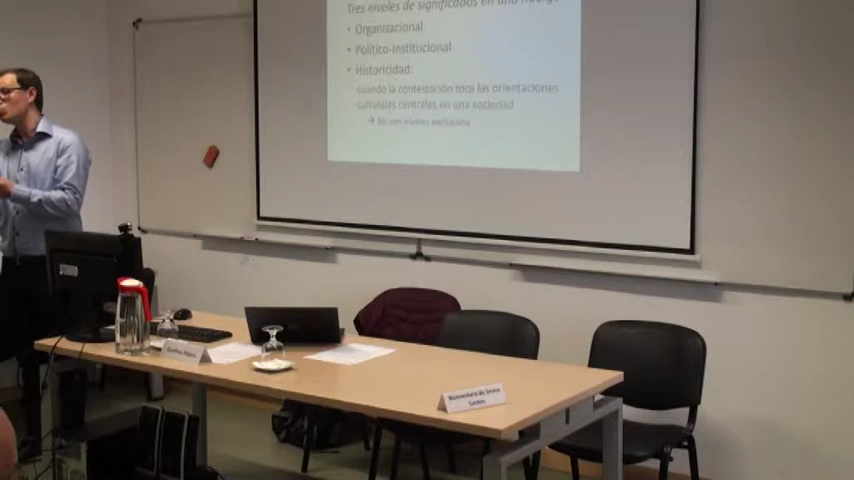 Tres niveles de significados en una huelga
• Organizacional
• Político-institucional
• Historicidad:
cuando la contestación toca las orientaciones
culturales centrales en una sociedad
→ No son niveles exclusivos
Boaventura de Sousa
Santos